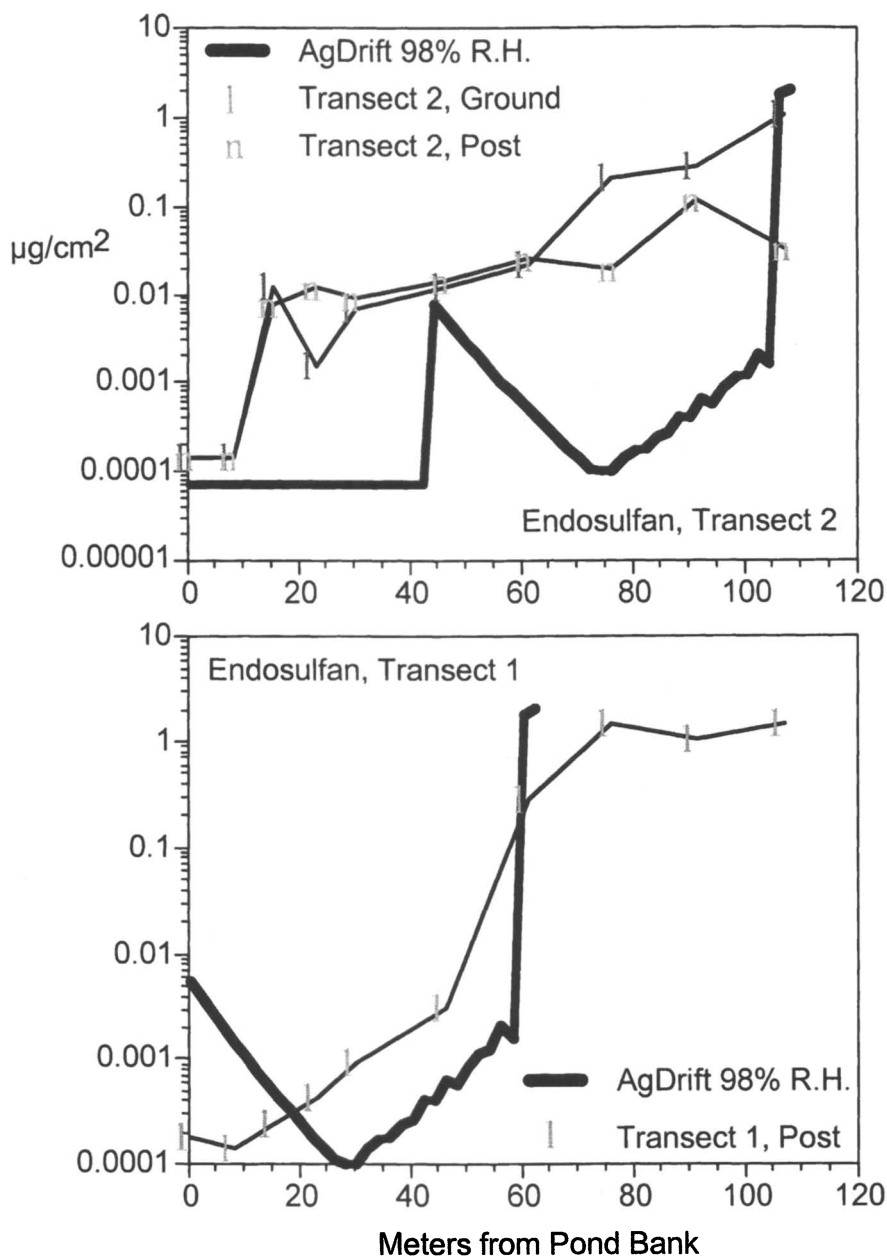 10
AgDrift 98% R.H.
l Transect 2, Ground
n Transect 2, Post
1
0.1
µg/cm2
0.01
0.001
0.0001
0.00001
Endosulfan, Transect 2
0 20 40 60 80 100 120
10
Endosulfan, Transect 1
1
0.1
0.01
0.001
AgDrift 98% R.H.
l Transect 1, Post
0.0001
0 20 40 60 80 100 120
Meters from Pond Bank